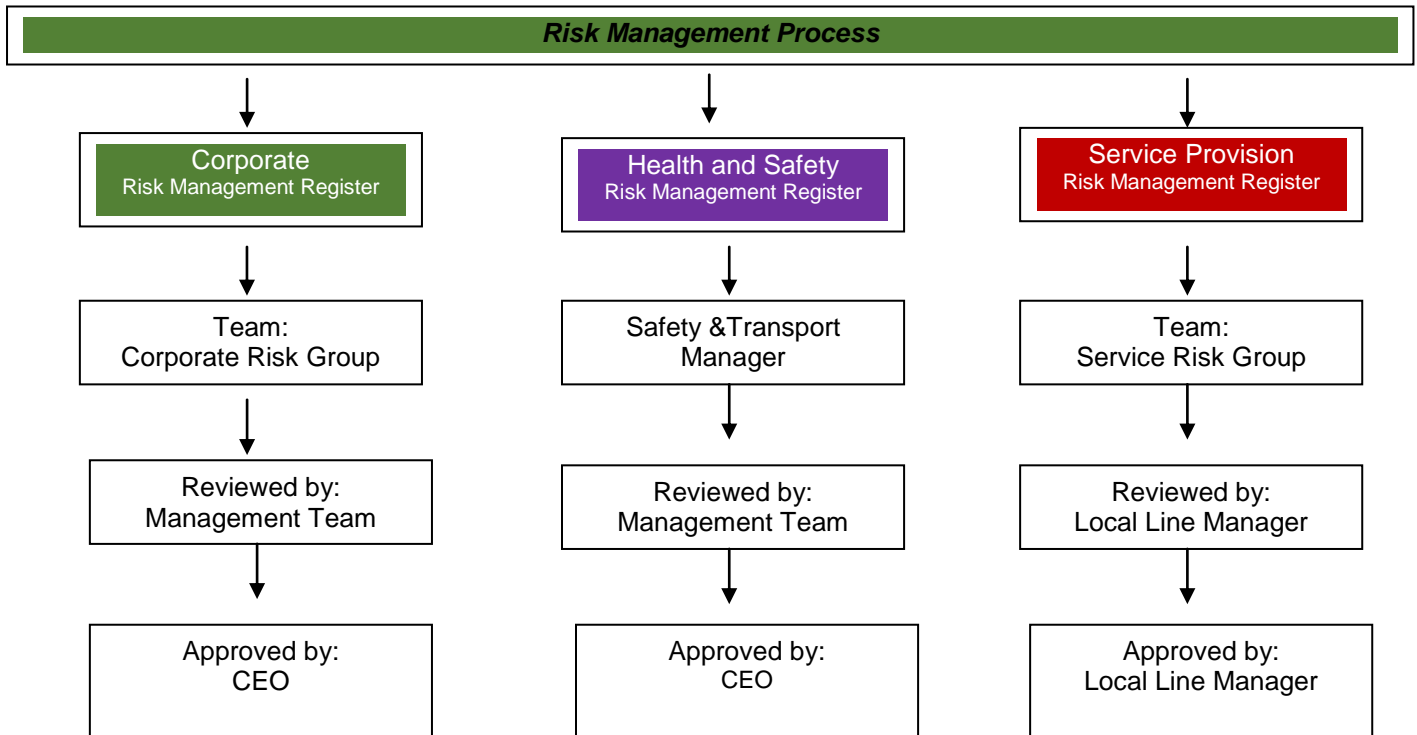 Risk Management Process
Corporate
Risk Management Register
Health and Safety
Risk Management Register
Service Provision
Risk Management Register
Team:
Corporate Risk Group
Safety &Transport
Manager
Team:
Service Risk Group
Reviewed by:
Management Team
Reviewed by:
Management Team
Reviewed by:
Local Line Manager
Approved by:
CEO
Approved by:
CEO
Approved by:
Local Line Manager